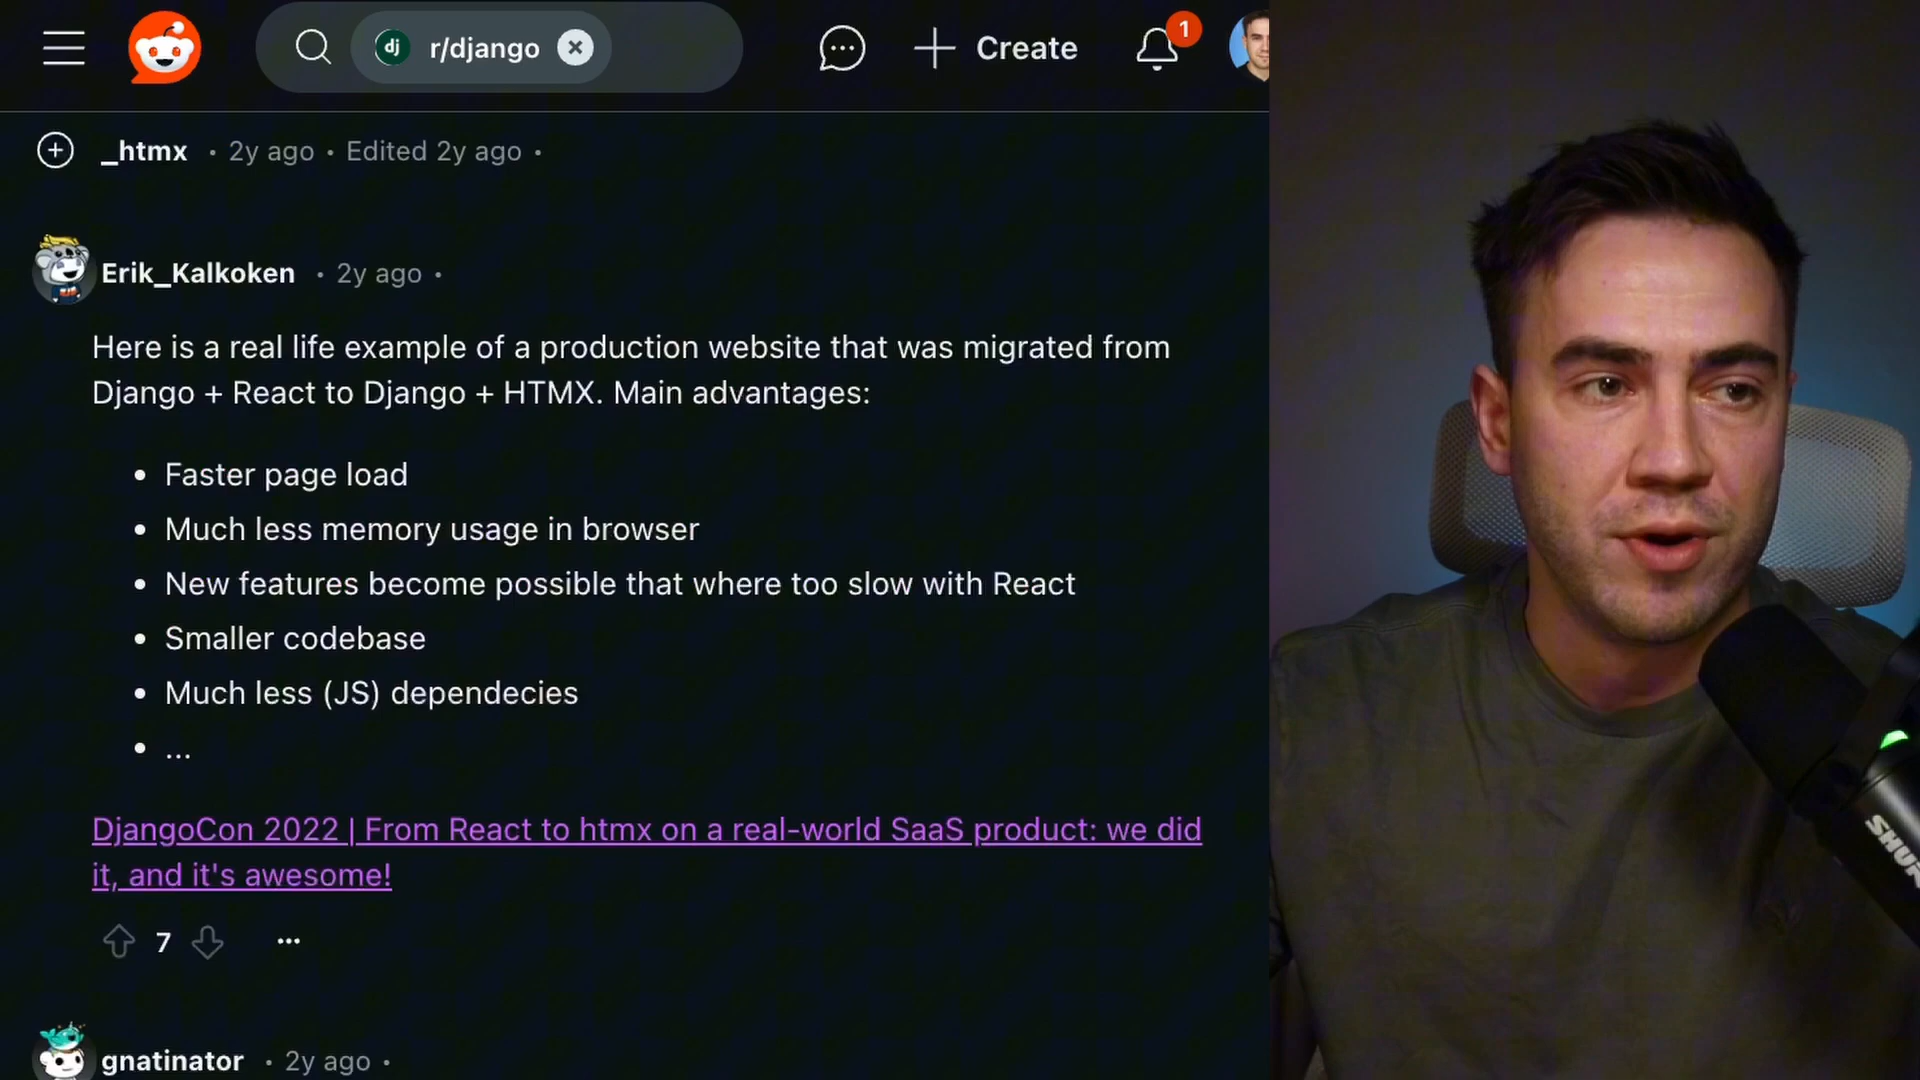 dj r/django
Create
1
_htmx • 2y ago • Edited 2y ago •
Erik_Kalkoken • 2y ago •
Here is a real life example of a production website that was migrated from
Django + React to Django + HTMX. Main advantages:
• Faster page load
• Much less memory usage in browser
• New features become possible that where too slow with React
• Smaller codebase
• Much less (JS) dependecies
• ...
DjangoCon 2022 | From React to htmx on a real-world SaaS product: we did
it, and it's awesome!
7
gnatinator • 2y ago •